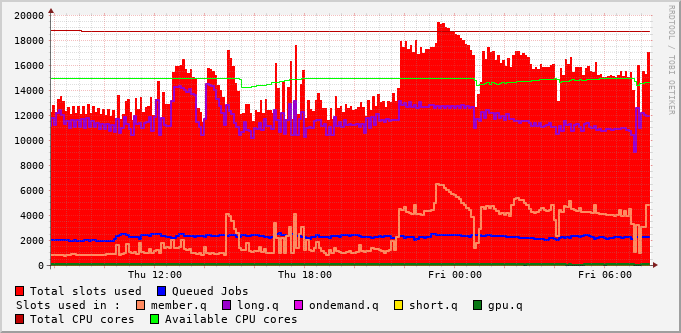 20000
18000
16000
14000
12000
10000
8000
6000
4000
2000
0
Thu 12:00 Thu 18:00 Fri 00:00 Fri 06:00
RRDTOOL / TOBI OETIKER
Total slots used Queued Jobs
Slots used in : member.q long.q ondemand.q short.q gpu.q
Total CPU cores Available CPU cores